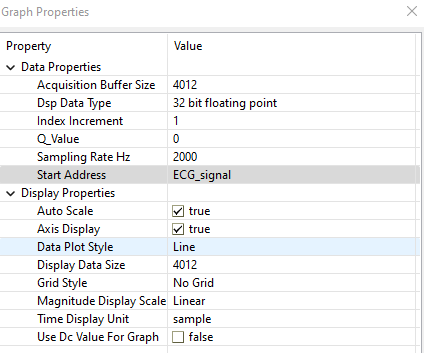 Graph Properties
Property Value
Data Properties
Acquisition Buffer Size 4012
Dsp Data Type 32 bit floating point
Index Increment 1
Q_Value 0
Sampling Rate Hz 2000
Start Address ECG_signal
Display Properties
Auto Scale true
Axis Display true
Data Plot Style Line
Display Data Size 4012
Grid Style No Grid
Magnitude Display Scale Linear
Time Display Unit sample
Use Dc Value For Graph false